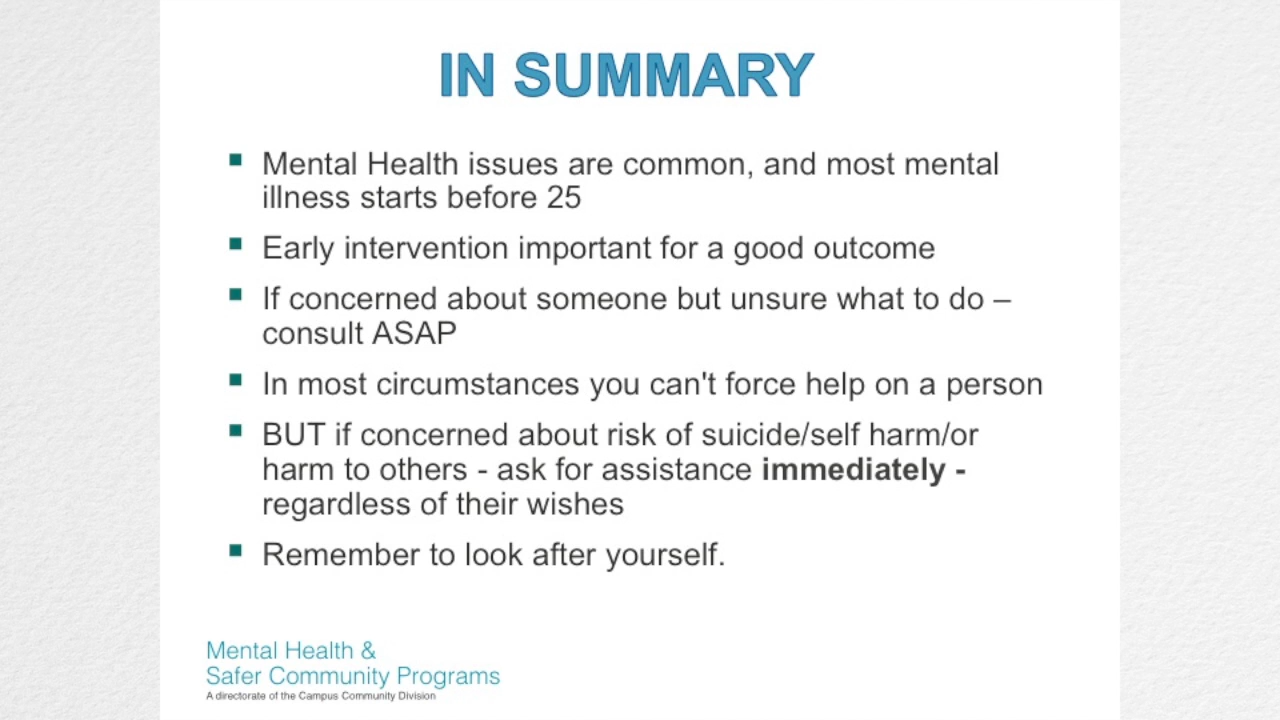 IN SUMMARY
Mental Health issues are common, and most mental
illness starts before 25
Early intervention important for a good outcome
If concerned about someone but unsure what to do –
consult ASAP
In most circumstances you can't force help on a person
BUT if concerned about risk of suicide/self harm/or
harm to others - ask for assistance immediately -
regardless of their wishes
Remember to look after yourself.
Mental Health &
Safer Community Programs
A directorate of the Campus Community Division